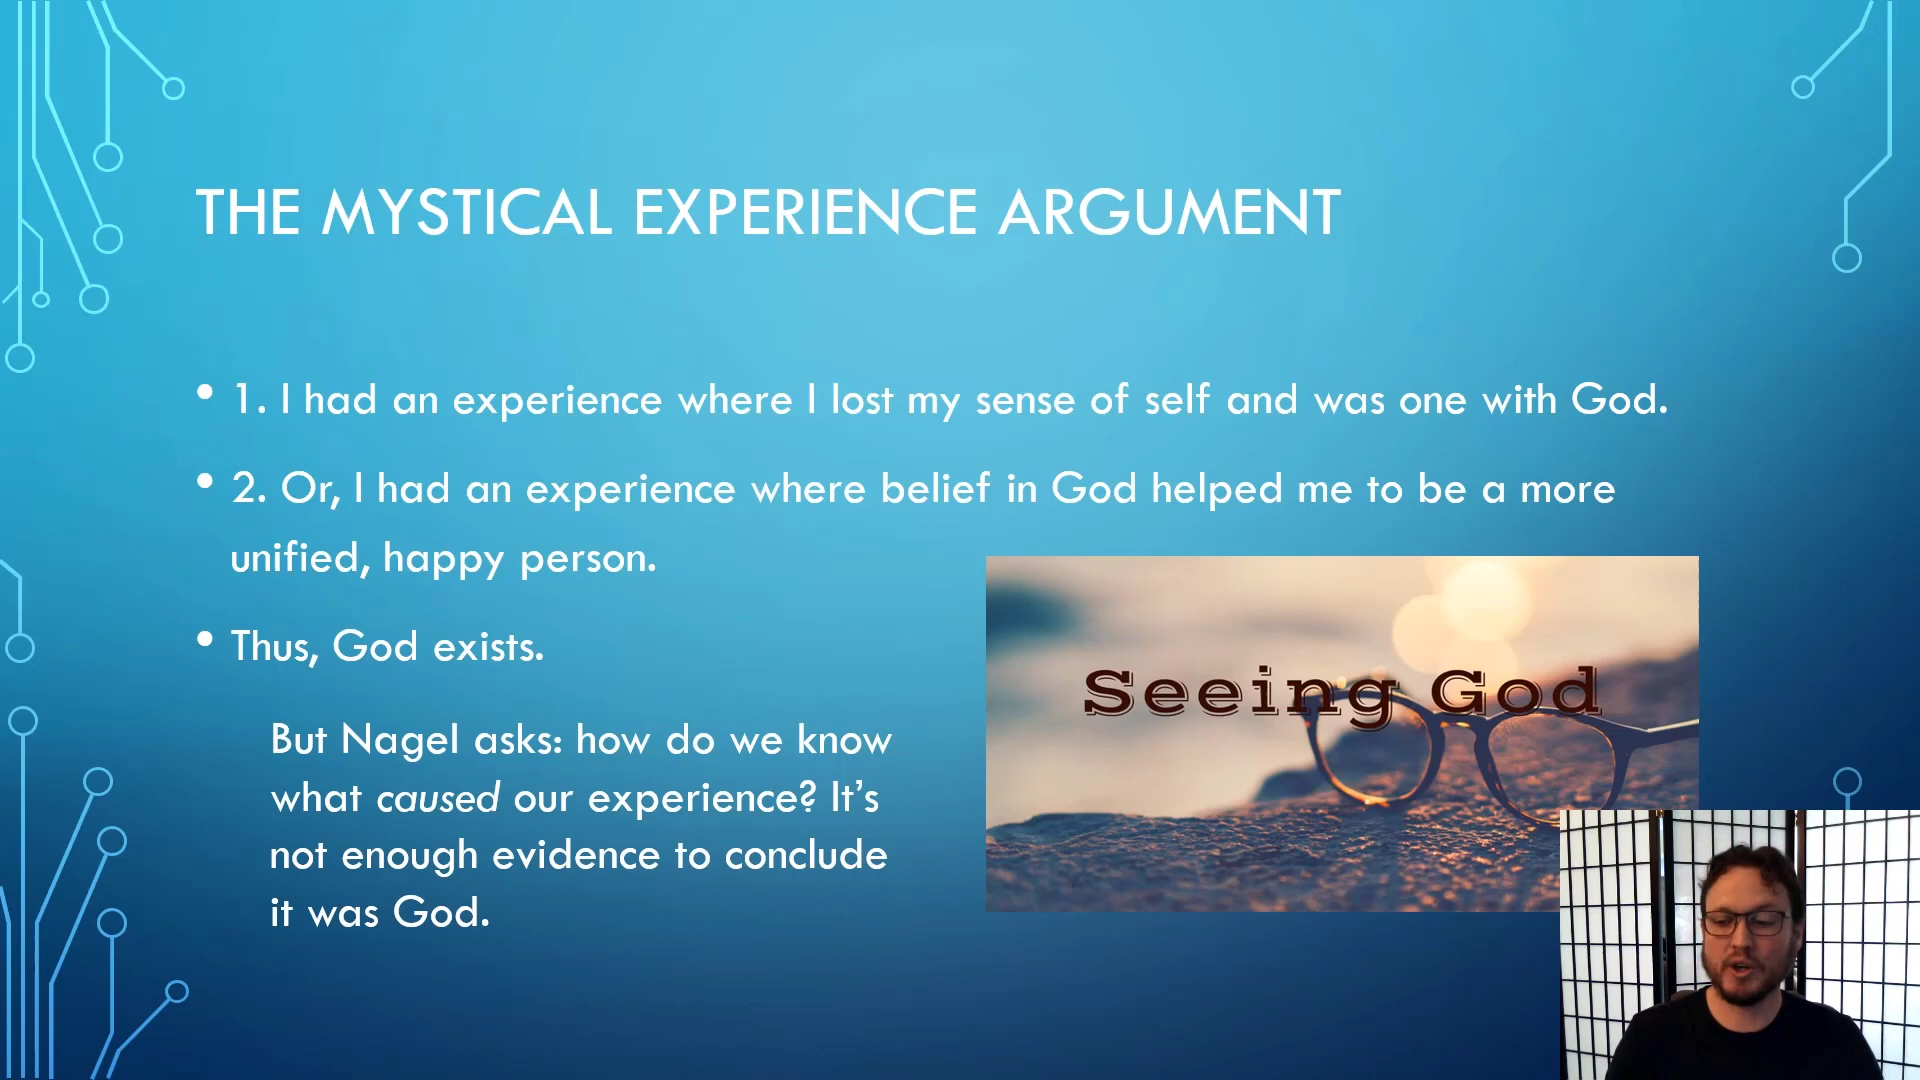 THE MYSTICAL EXPERIENCE ARGUMENT
• 1. I had an experience where I lost my sense of self and was one with God.
• 2. Or, I had an experience where belief in God helped me to be a more
unified, happy person.
• Thus, God exists.
But Nagel asks: how do we know
what caused our experience? It’s
not enough evidence to conclude
it was God.
Seeing God